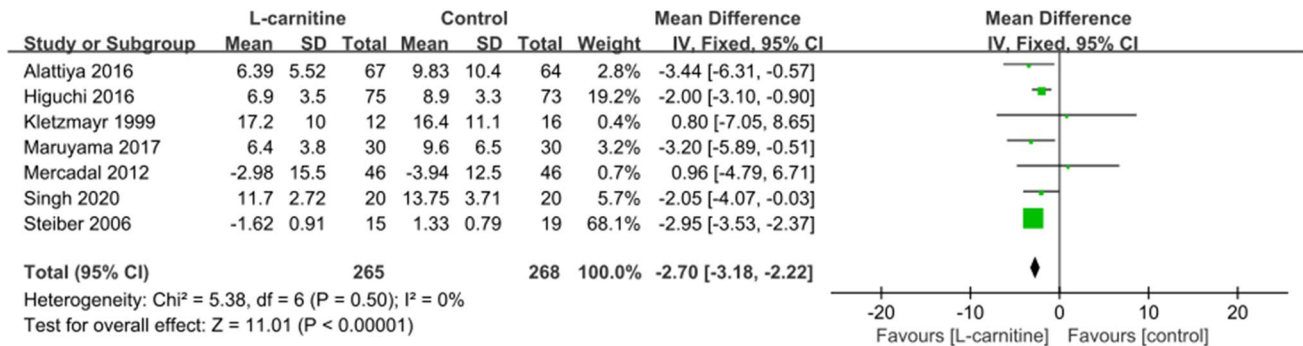 L-carnitine Control Mean Difference Mean Difference
Study or Subgroup Mean SD Total Mean SD Total Weight IV, Fixed, 95% CI IV, Fixed, 95% CI
Alattiya 2016 6.39 5.52 67 9.83 10.4 64 2.8% -3.44 [-6.31, -0.57]
Higuchi 2016 6.9 3.5 75 8.9 3.3 73 19.2% -2.00 [-3.10, -0.90]
Kletzmayr 1999 17.2 10 12 16.4 11.1 16 0.4% 0.80 [-7.05, 8.65]
Maruyama 2017 6.4 3.8 30 9.6 6.5 30 3.2% -3.20 [-5.89, -0.51]
Mercadal 2012 -2.98 15.5 46 -3.94 12.5 46 0.7% 0.96 [-4.79, 6.71]
Singh 2020 11.7 2.72 20 13.75 3.71 20 5.7% -2.05 [-4.07, -0.03]
Steiber 2006 -1.62 0.91 15 1.33 0.79 19 68.1% -2.95 [-3.53, -2.37]
Total (95% CI) 265 268 100.0% -2.70 [-3.18, -2.22]
Heterogeneity: Chi² = 5.38, df = 6 (P = 0.50); I² = 0%
Test for overall effect: Z = 11.01 (P < 0.00001)
-20 -10 0 10 20
Favours [L-carnitine] Favours [control]